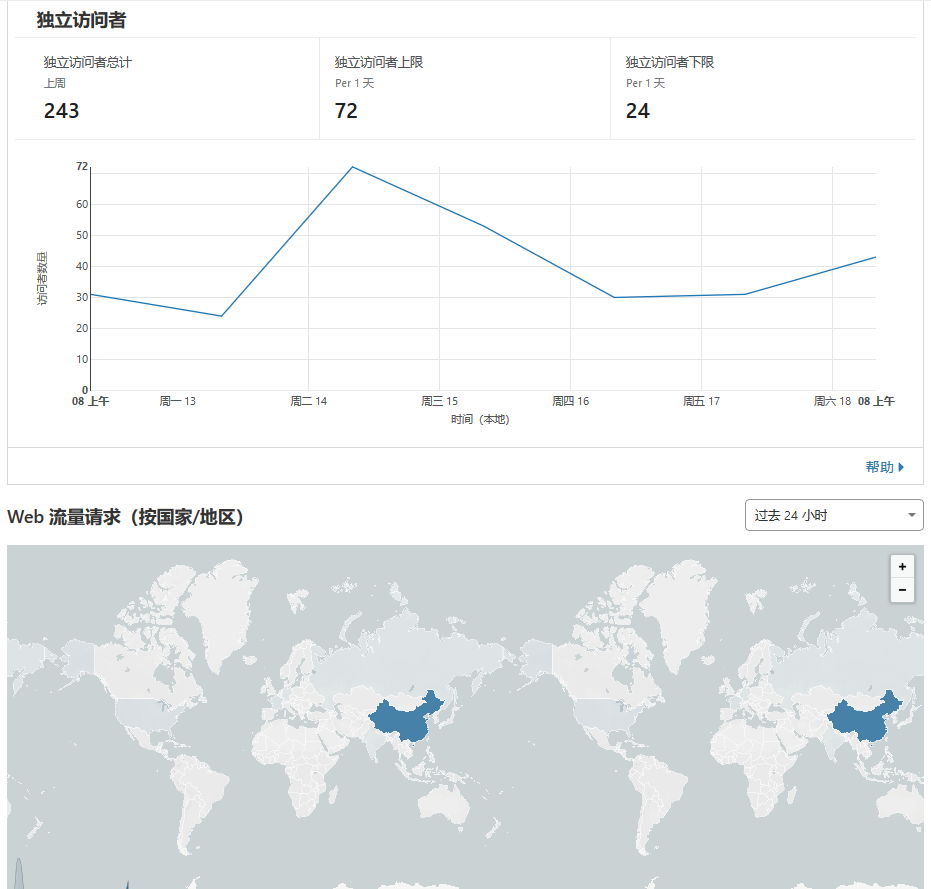 独立访问者
独立访问者总计
上周
243
独立访问者上限
Per 1 天
72
独立访问者下限
Per 1 天
24
72
60
50
40
30
20
10
0
访问者数量
08 上午 周一 13 周二 14 周三 15 周四 16 周五 17 周六 18 08 上午
时间（本地）
帮助
Web 流量请求（按国家/地区）
过去 24 小时
+
−